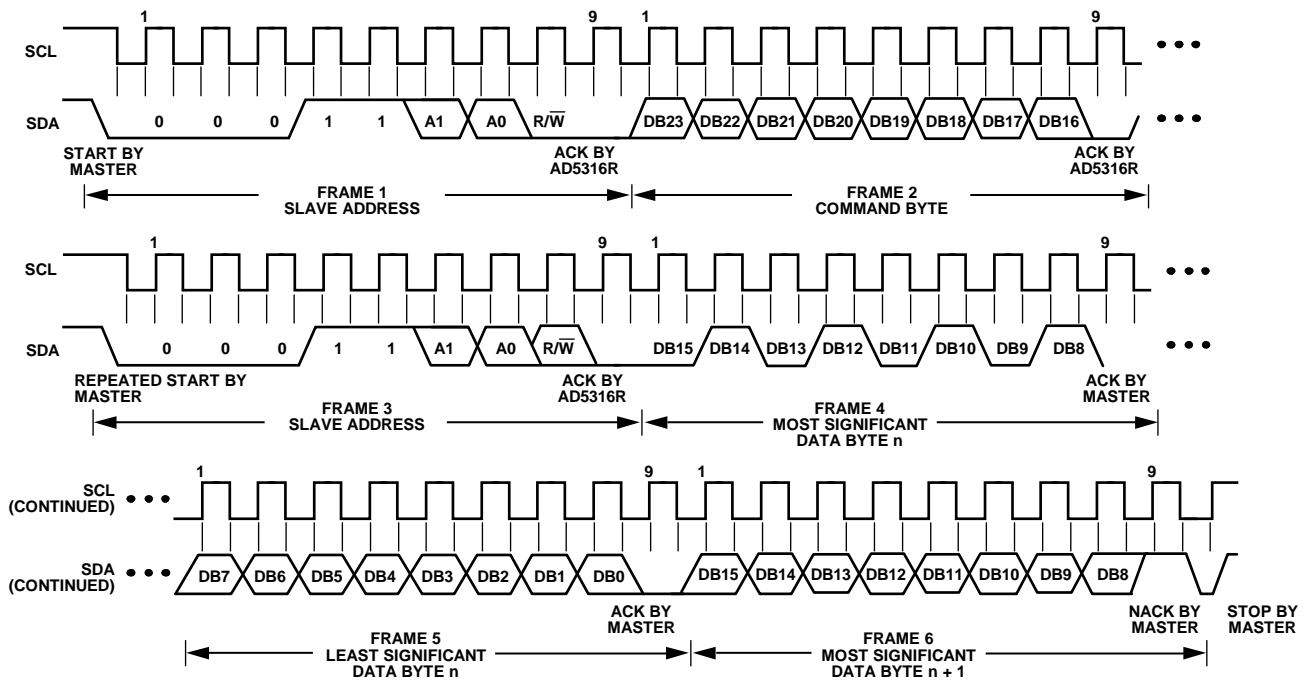 1 9 1 9
SCL
SDA 0 0 0 1 1 A1 A0 R/W̅ DB23 DB22 DB21 DB20 DB19 DB18 DB17 DB16
START BY MASTER
ACK BY AD5316R
ACK BY AD5316R
FRAME 1
SLAVE ADDRESS
FRAME 2
COMMAND BYTE
1 9 1 9
SCL
SDA 0 0 0 1 1 A1 A0 R/W̅ DB15 DB14 DB13 DB12 DB11 DB10 DB9 DB8
REPEATED START BY
MASTER
ACK BY
AD5316R
ACK BY
MASTER
FRAME 3
SLAVE ADDRESS
FRAME 4
MOST SIGNIFICANT
DATA BYTE n
1 9 1 9
SCL
(CONTINUED)
SDA
(CONTINUED)
DB7 DB6 DB5 DB4 DB3 DB2 DB1 DB0 DB15 DB14 DB13 DB12 DB11 DB10 DB9 DB8
ACK BY
MASTER
NACK BY
MASTER
STOP BY
MASTER
FRAME 5
LEAST SIGNIFICANT
DATA BYTE n
FRAME 6
MOST SIGNIFICANT
DATA BYTE n + 1